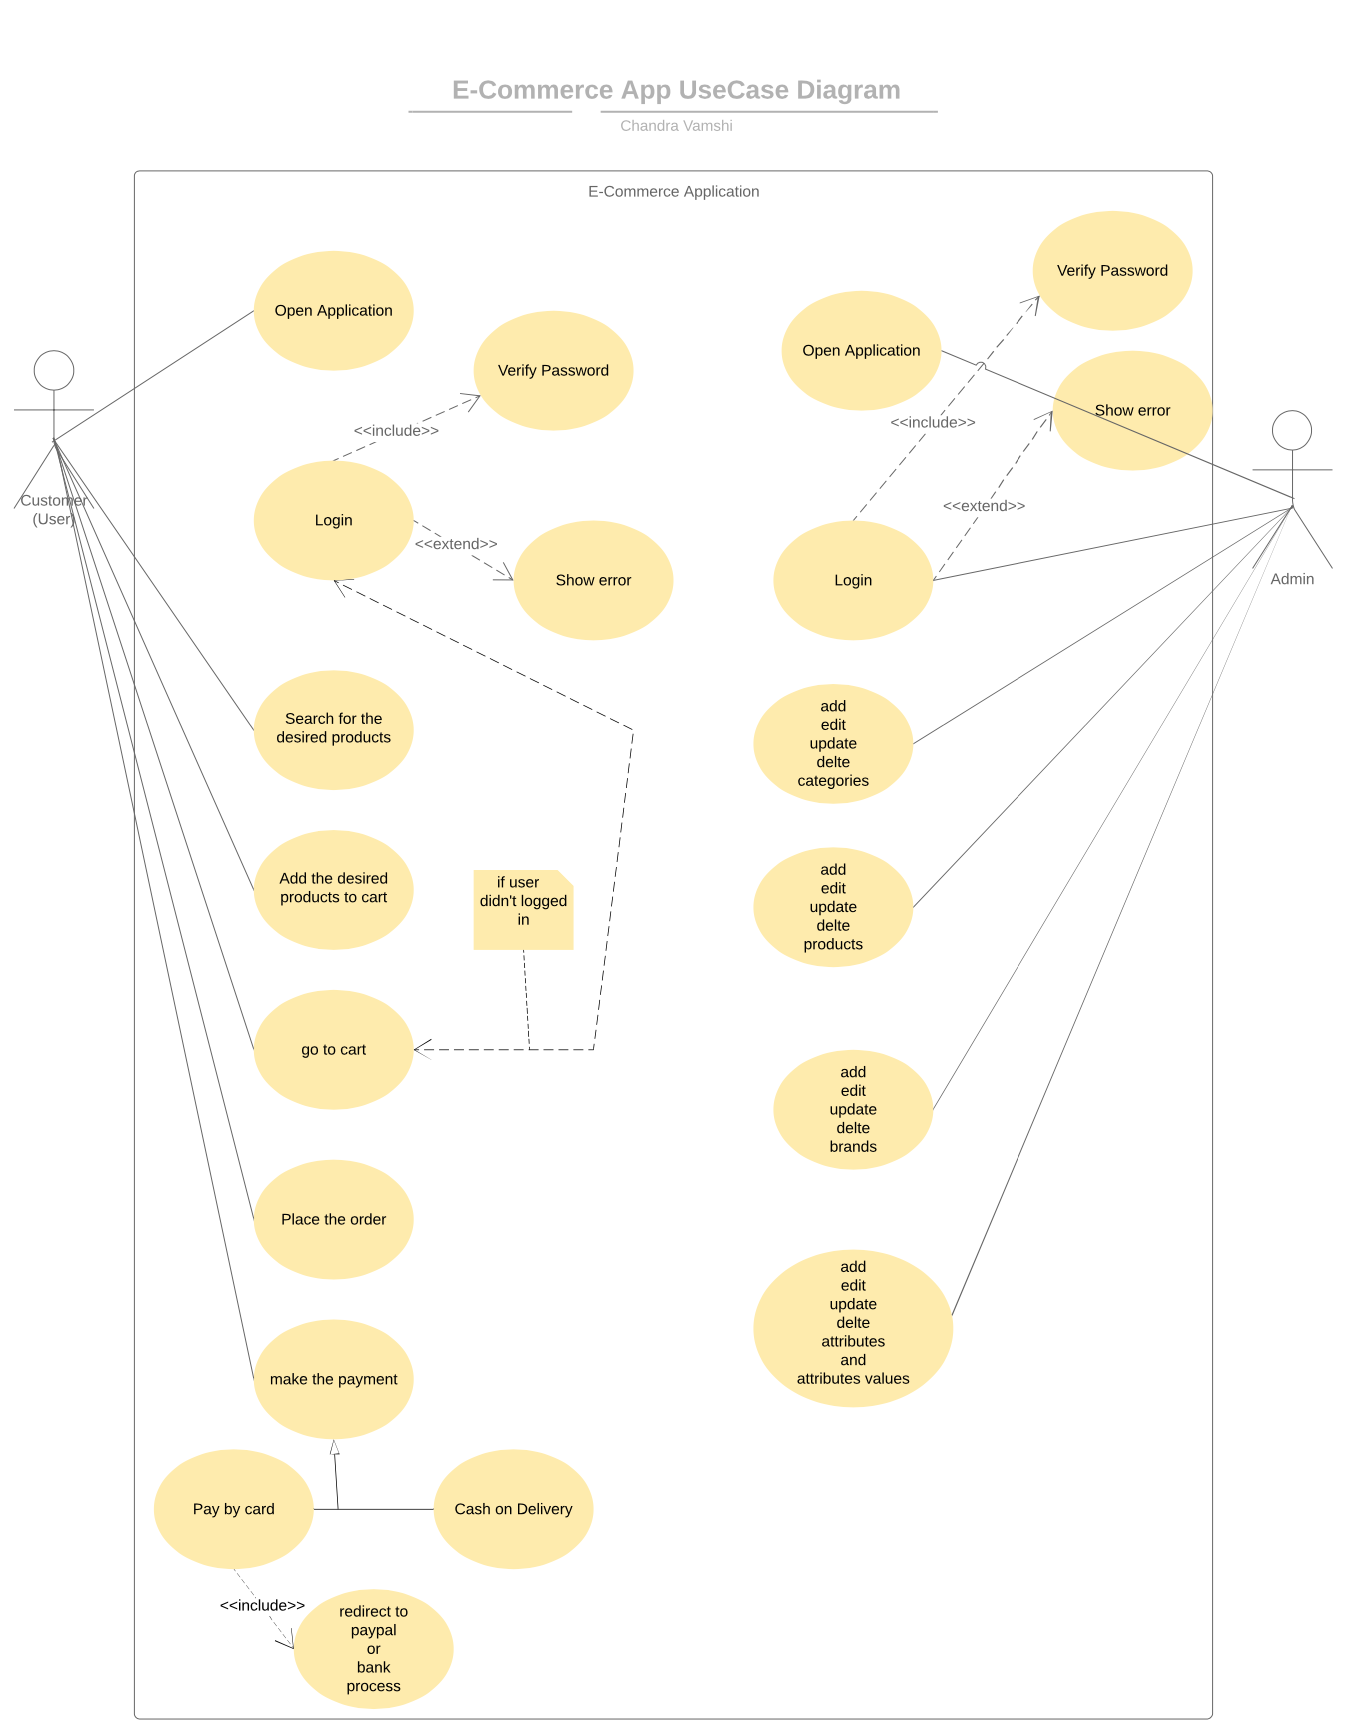 E-Commerce App UseCase Diagram
Chandra Vamshi
E-Commerce Application
Open Application
Verify Password
<<include>>
Login
<<extend>>
Show error
Customer
(User)
Search for the
desired products
Add the desired
products to cart
if user
didn't logged
in
go to cart
Place the order
make the payment
Pay by card
Cash on Delivery
<<include>>
redirect to
paypal
or
bank
process
Verify Password
Open Application
Show error
<<include>>
<<extend>>
Login
Admin
add
edit
update
delte
categories
add
edit
update
delte
products
add
edit
update
delte
brands
add
edit
update
delte
attributes
and
attributes values